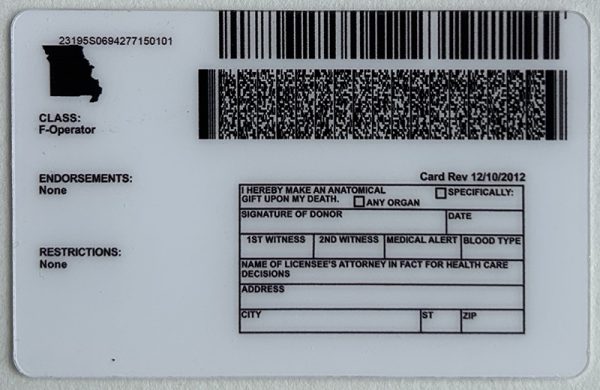 23195S0694277150101
CLASS:
F-Operator
ENDORSEMENTS:
None
RESTRICTIONS:
None
Card Rev 12/10/2012
I HEREBY MAKE AN ANATOMICAL
GIFT UPON MY DEATH. ANY ORGAN
SPECIFICALLY:
SIGNATURE OF DONOR DATE
1ST WITNESS 2ND WITNESS MEDICAL ALERT BLOOD TYPE
NAME OF LICENSEE'S ATTORNEY IN FACT FOR HEALTH CARE
DECISIONS
ADDRESS
CITY ST ZIP